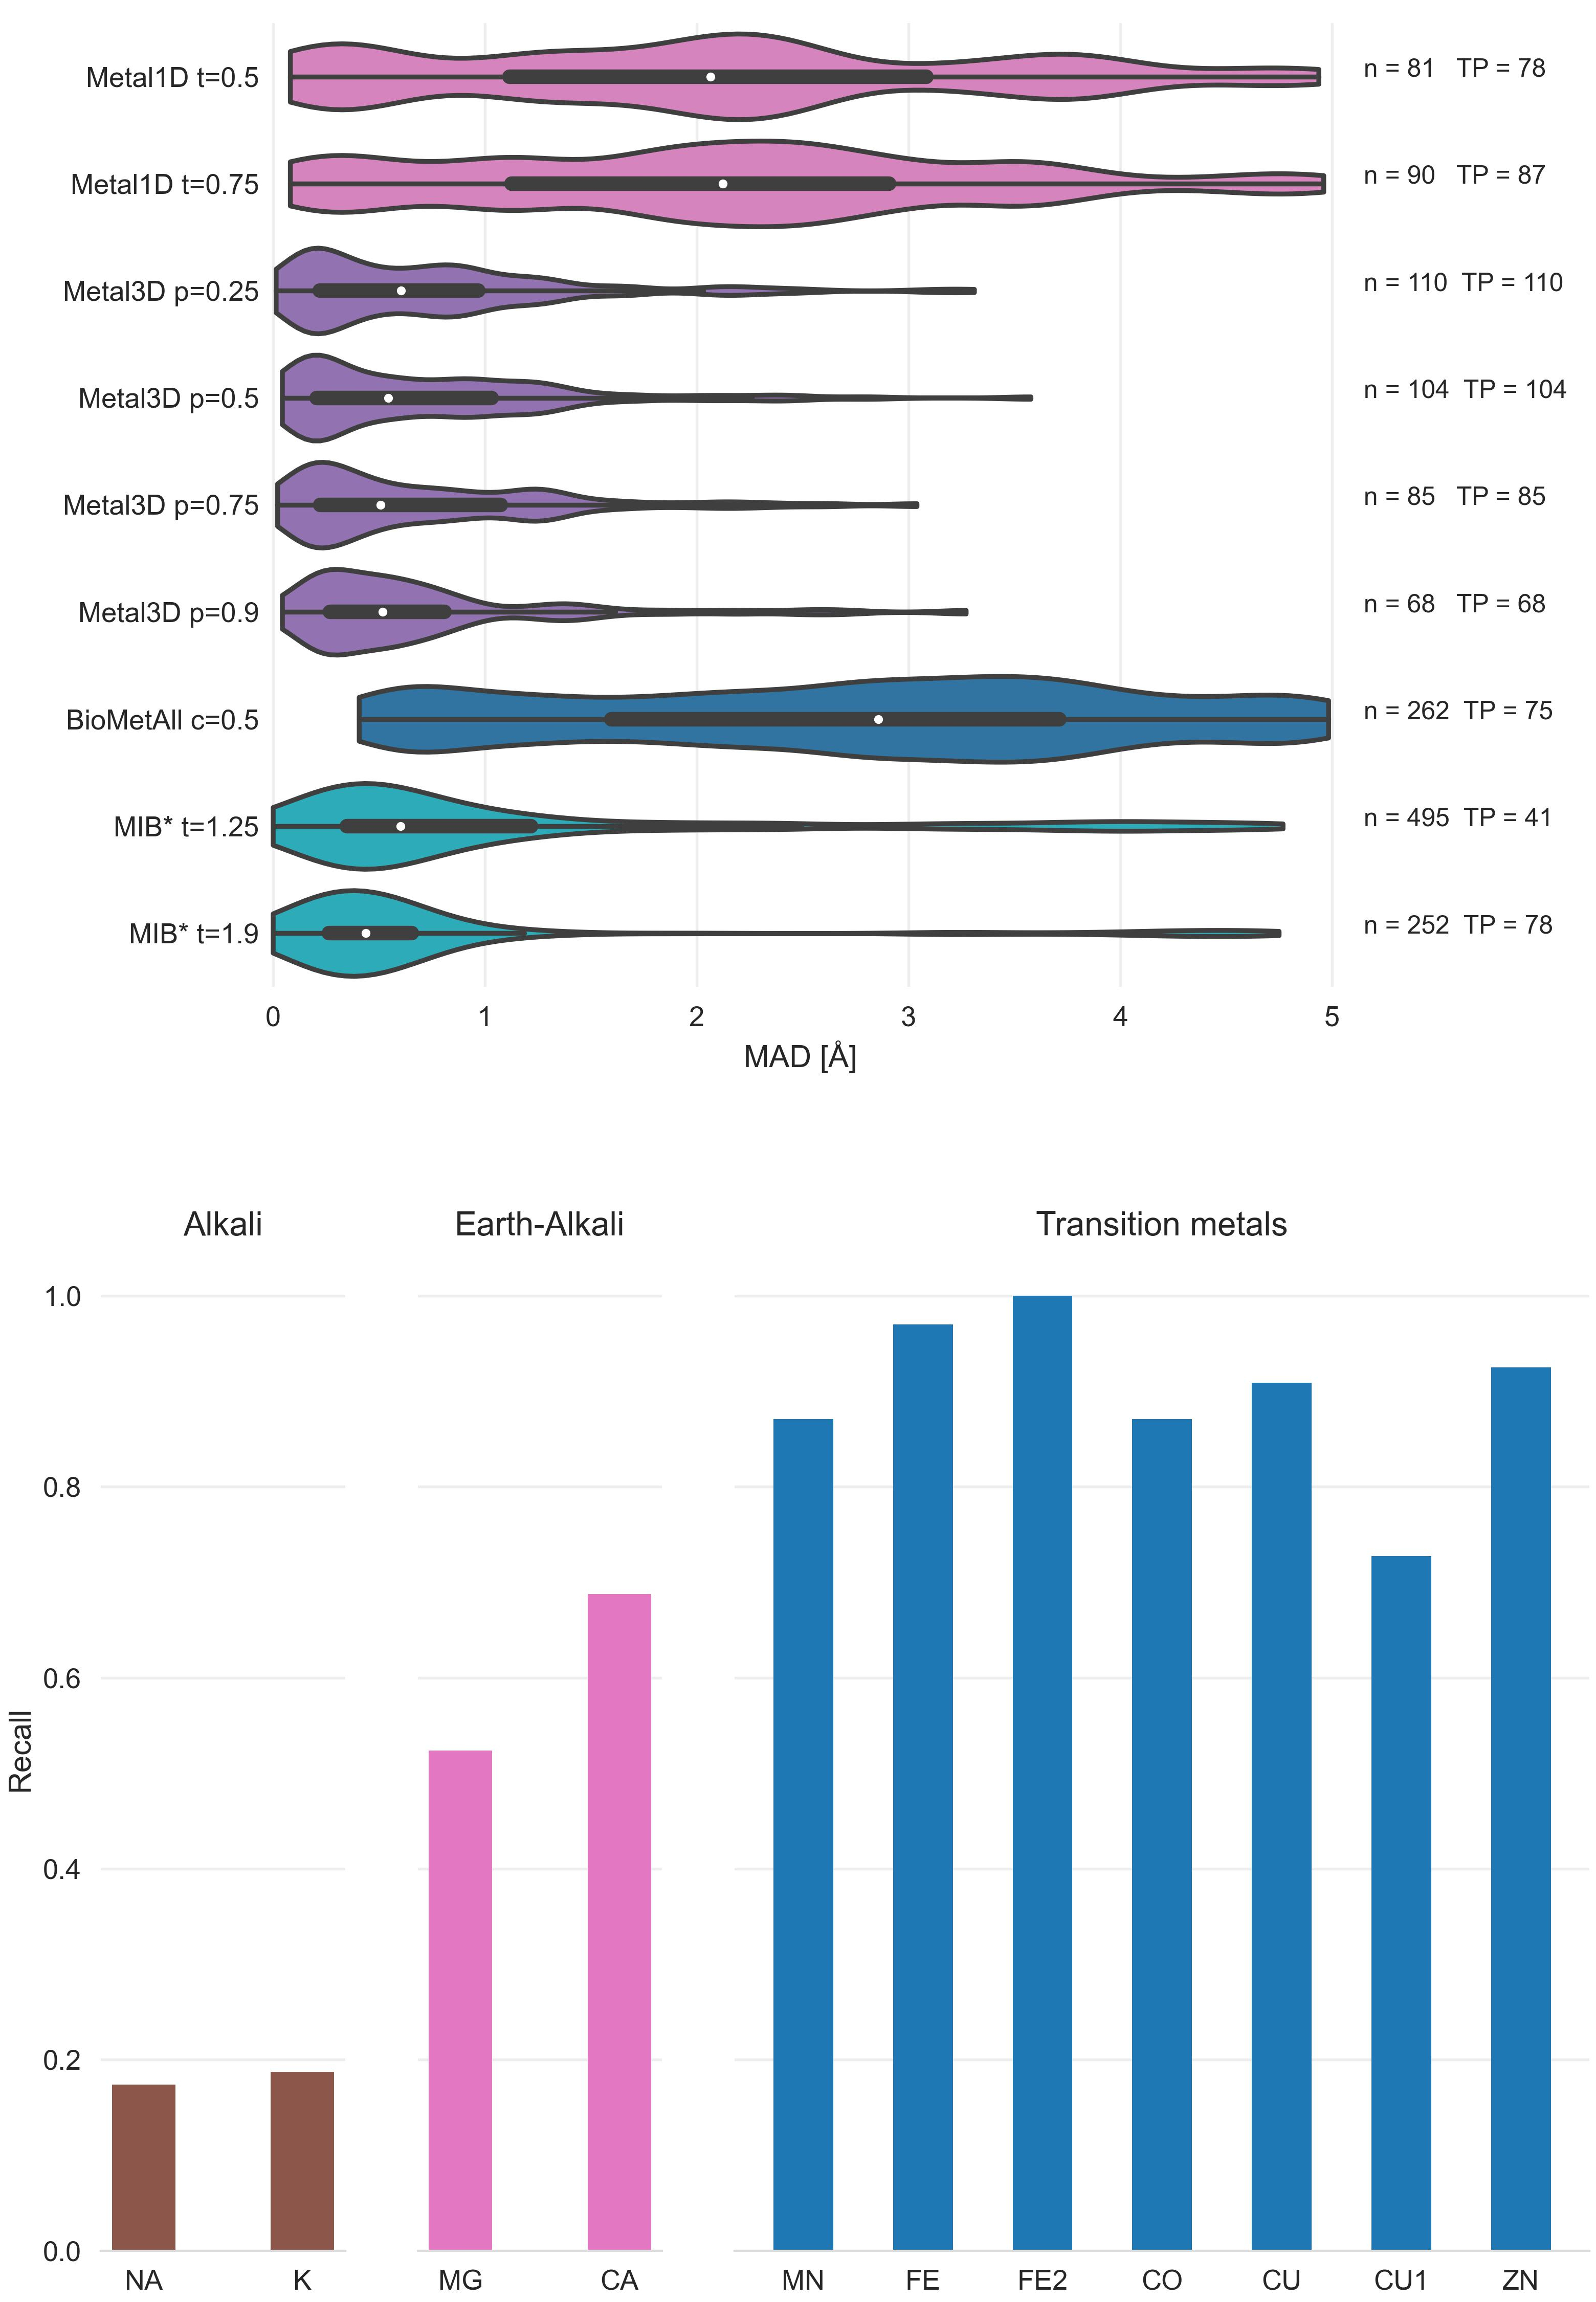 Metal1D t=0.5 n = 81 TP = 78
Metal1D t=0.75 n = 90 TP = 87
Metal3D p=0.25 n = 110 TP = 110
Metal3D p=0.5 n = 104 TP = 104
Metal3D p=0.75 n = 85 TP = 85
Metal3D p=0.9 n = 68 TP = 68
BioMetAll c=0.5 n = 262 TP = 75
MIB* t=1.25 n = 495 TP = 41
MIB* t=1.9 n = 252 TP = 78
0 1 2 3 4 5
MAD [Å]
Alkali Earth-Alkali Transition metals
1.0
0.8
0.6
0.4
0.2
0.0
Recall
NA K MG CA MN FE FE2 CO CU CU1 ZN